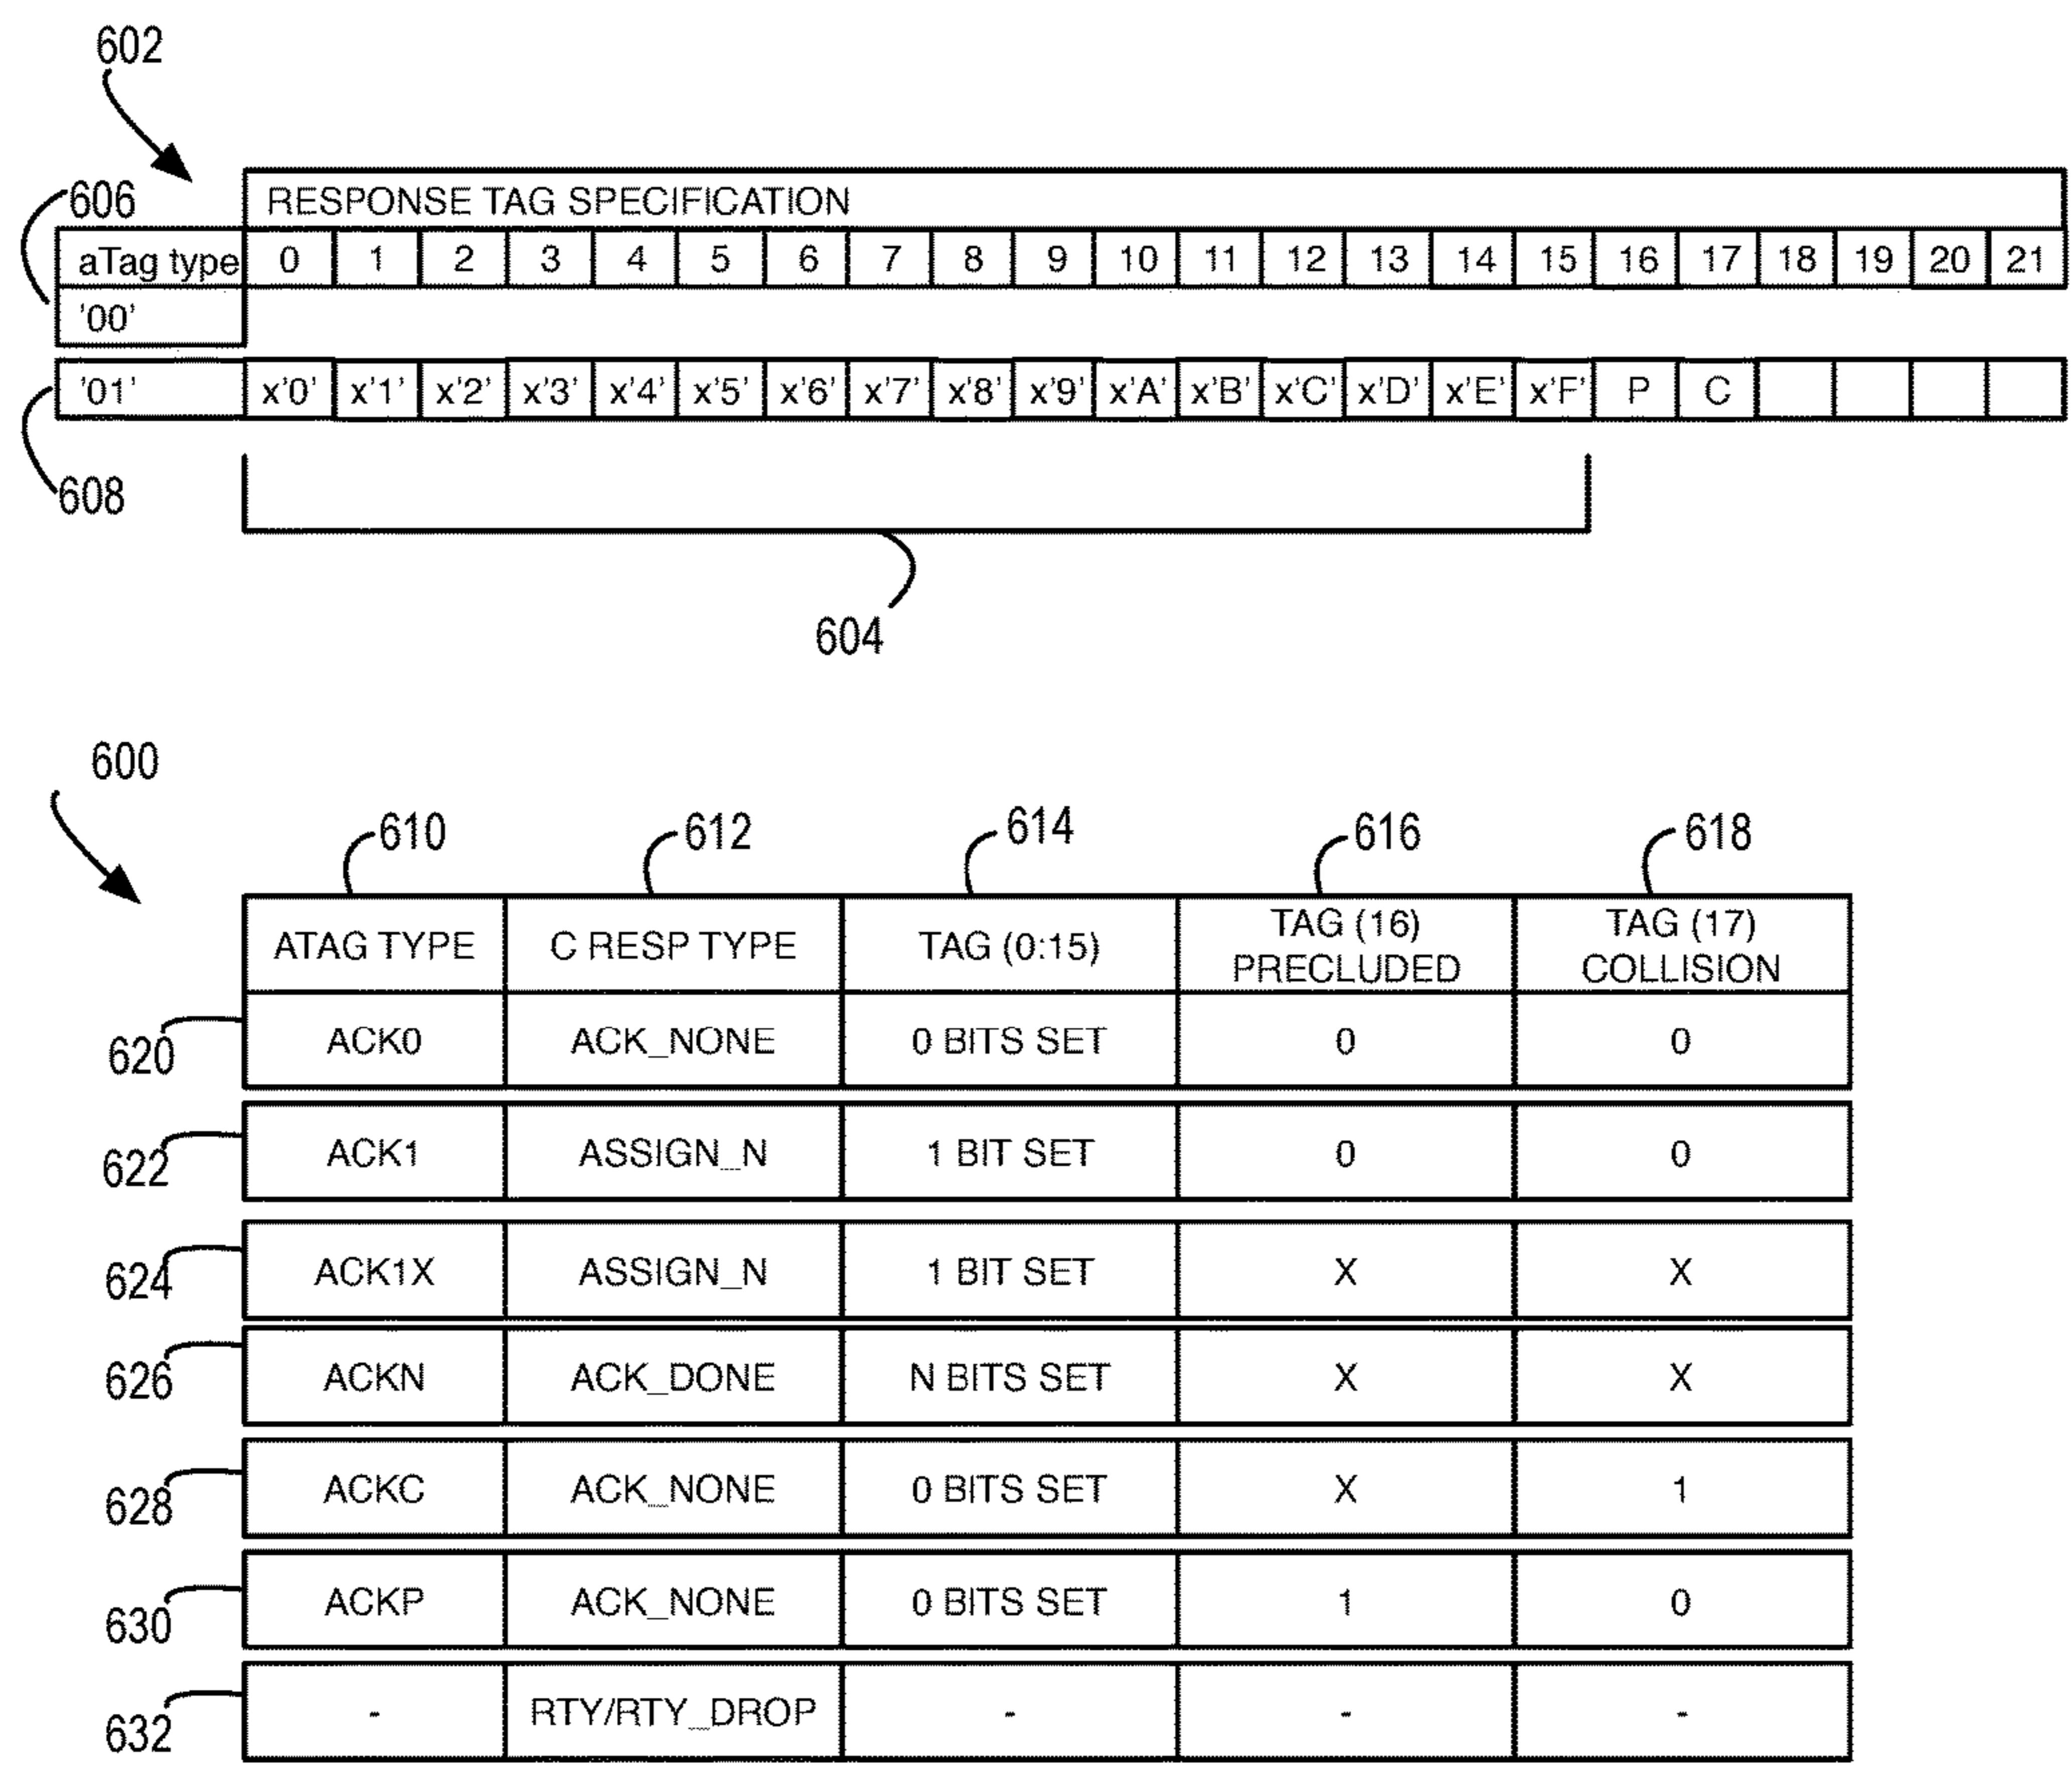 602
606
RESPONSE TAG SPECIFICATION
aTag type 0 1 2 3 4 5 6 7 8 9 10 11 12 13 14 15 16 17 18 19 20 21
'00'
'01' x'0' x'1' x'2' x'3' x'4' x'5' x'6' x'7' x'8' x'9' x'A' x'B' x'C' x'D' x'E' x'F' P C
608
604
600
610 612 614 616 618
ATAG TYPE C RESP TYPE TAG (0:15) TAG (16) TAG (17)
PRECLUDED COLLISION
620 ACK0 ACK_NONE 0 BITS SET 0 0
622 ACK1 ASSIGN_N 1 BIT SET 0 0
624 ACK1X ASSIGN_N 1 BIT SET X X
626 ACKN ACK_DONE N BITS SET X X
628 ACKC ACK_NONE 0 BITS SET X 1
630 ACKP ACK_NONE 0 BITS SET 1 0
632 - RTY/RTY_DROP - - -